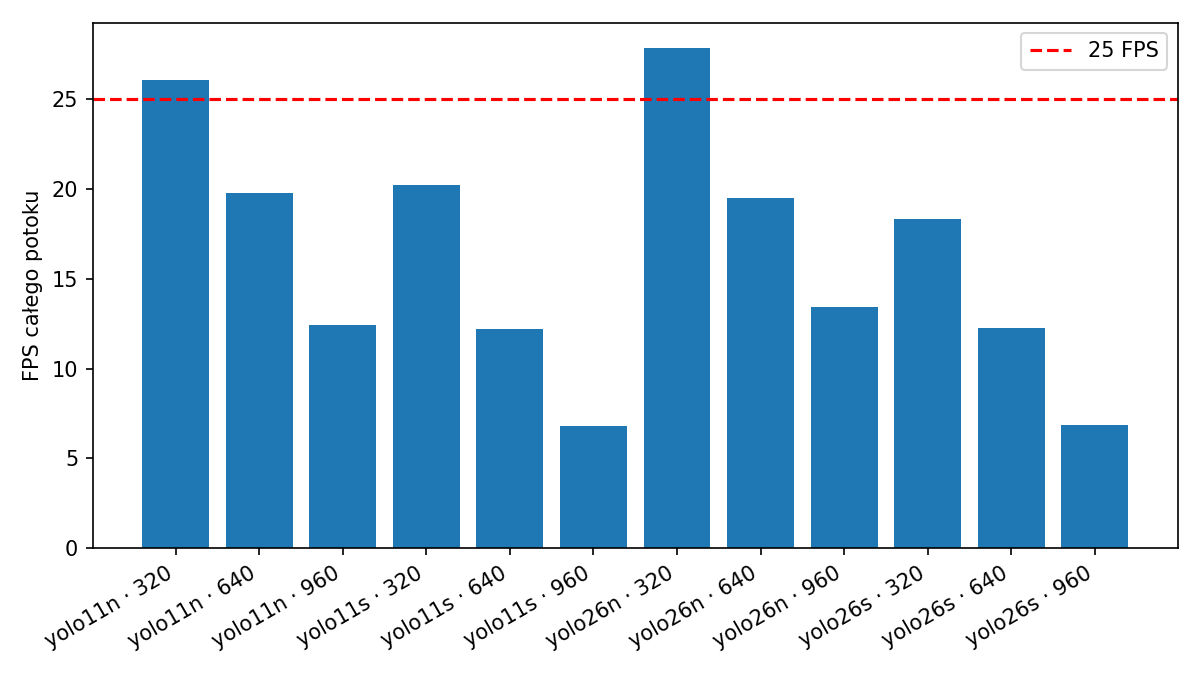 25 FPS
FPS całego potoku
25
20
15
10
5
0
yolo11n · 320
yolo11n · 640
yolo11n · 960
yolo11s · 320
yolo11s · 640
yolo11s · 960
yolo26n · 320
yolo26n · 640
yolo26n · 960
yolo26s · 320
yolo26s · 640
yolo26s · 960